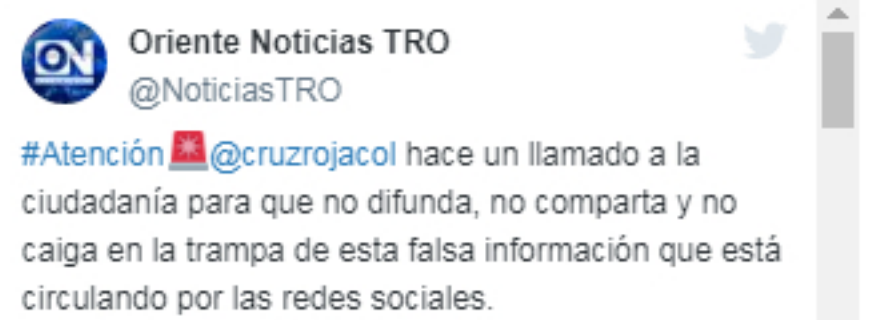 ON
Oriente Noticias TRO
@NoticiasTRO
#Atención🚨@cruzrojacol hace un llamado a la
ciudadanía para que no difunda, no comparta y no
caiga en la trampa de esta falsa información que está
circulando por las redes sociales.